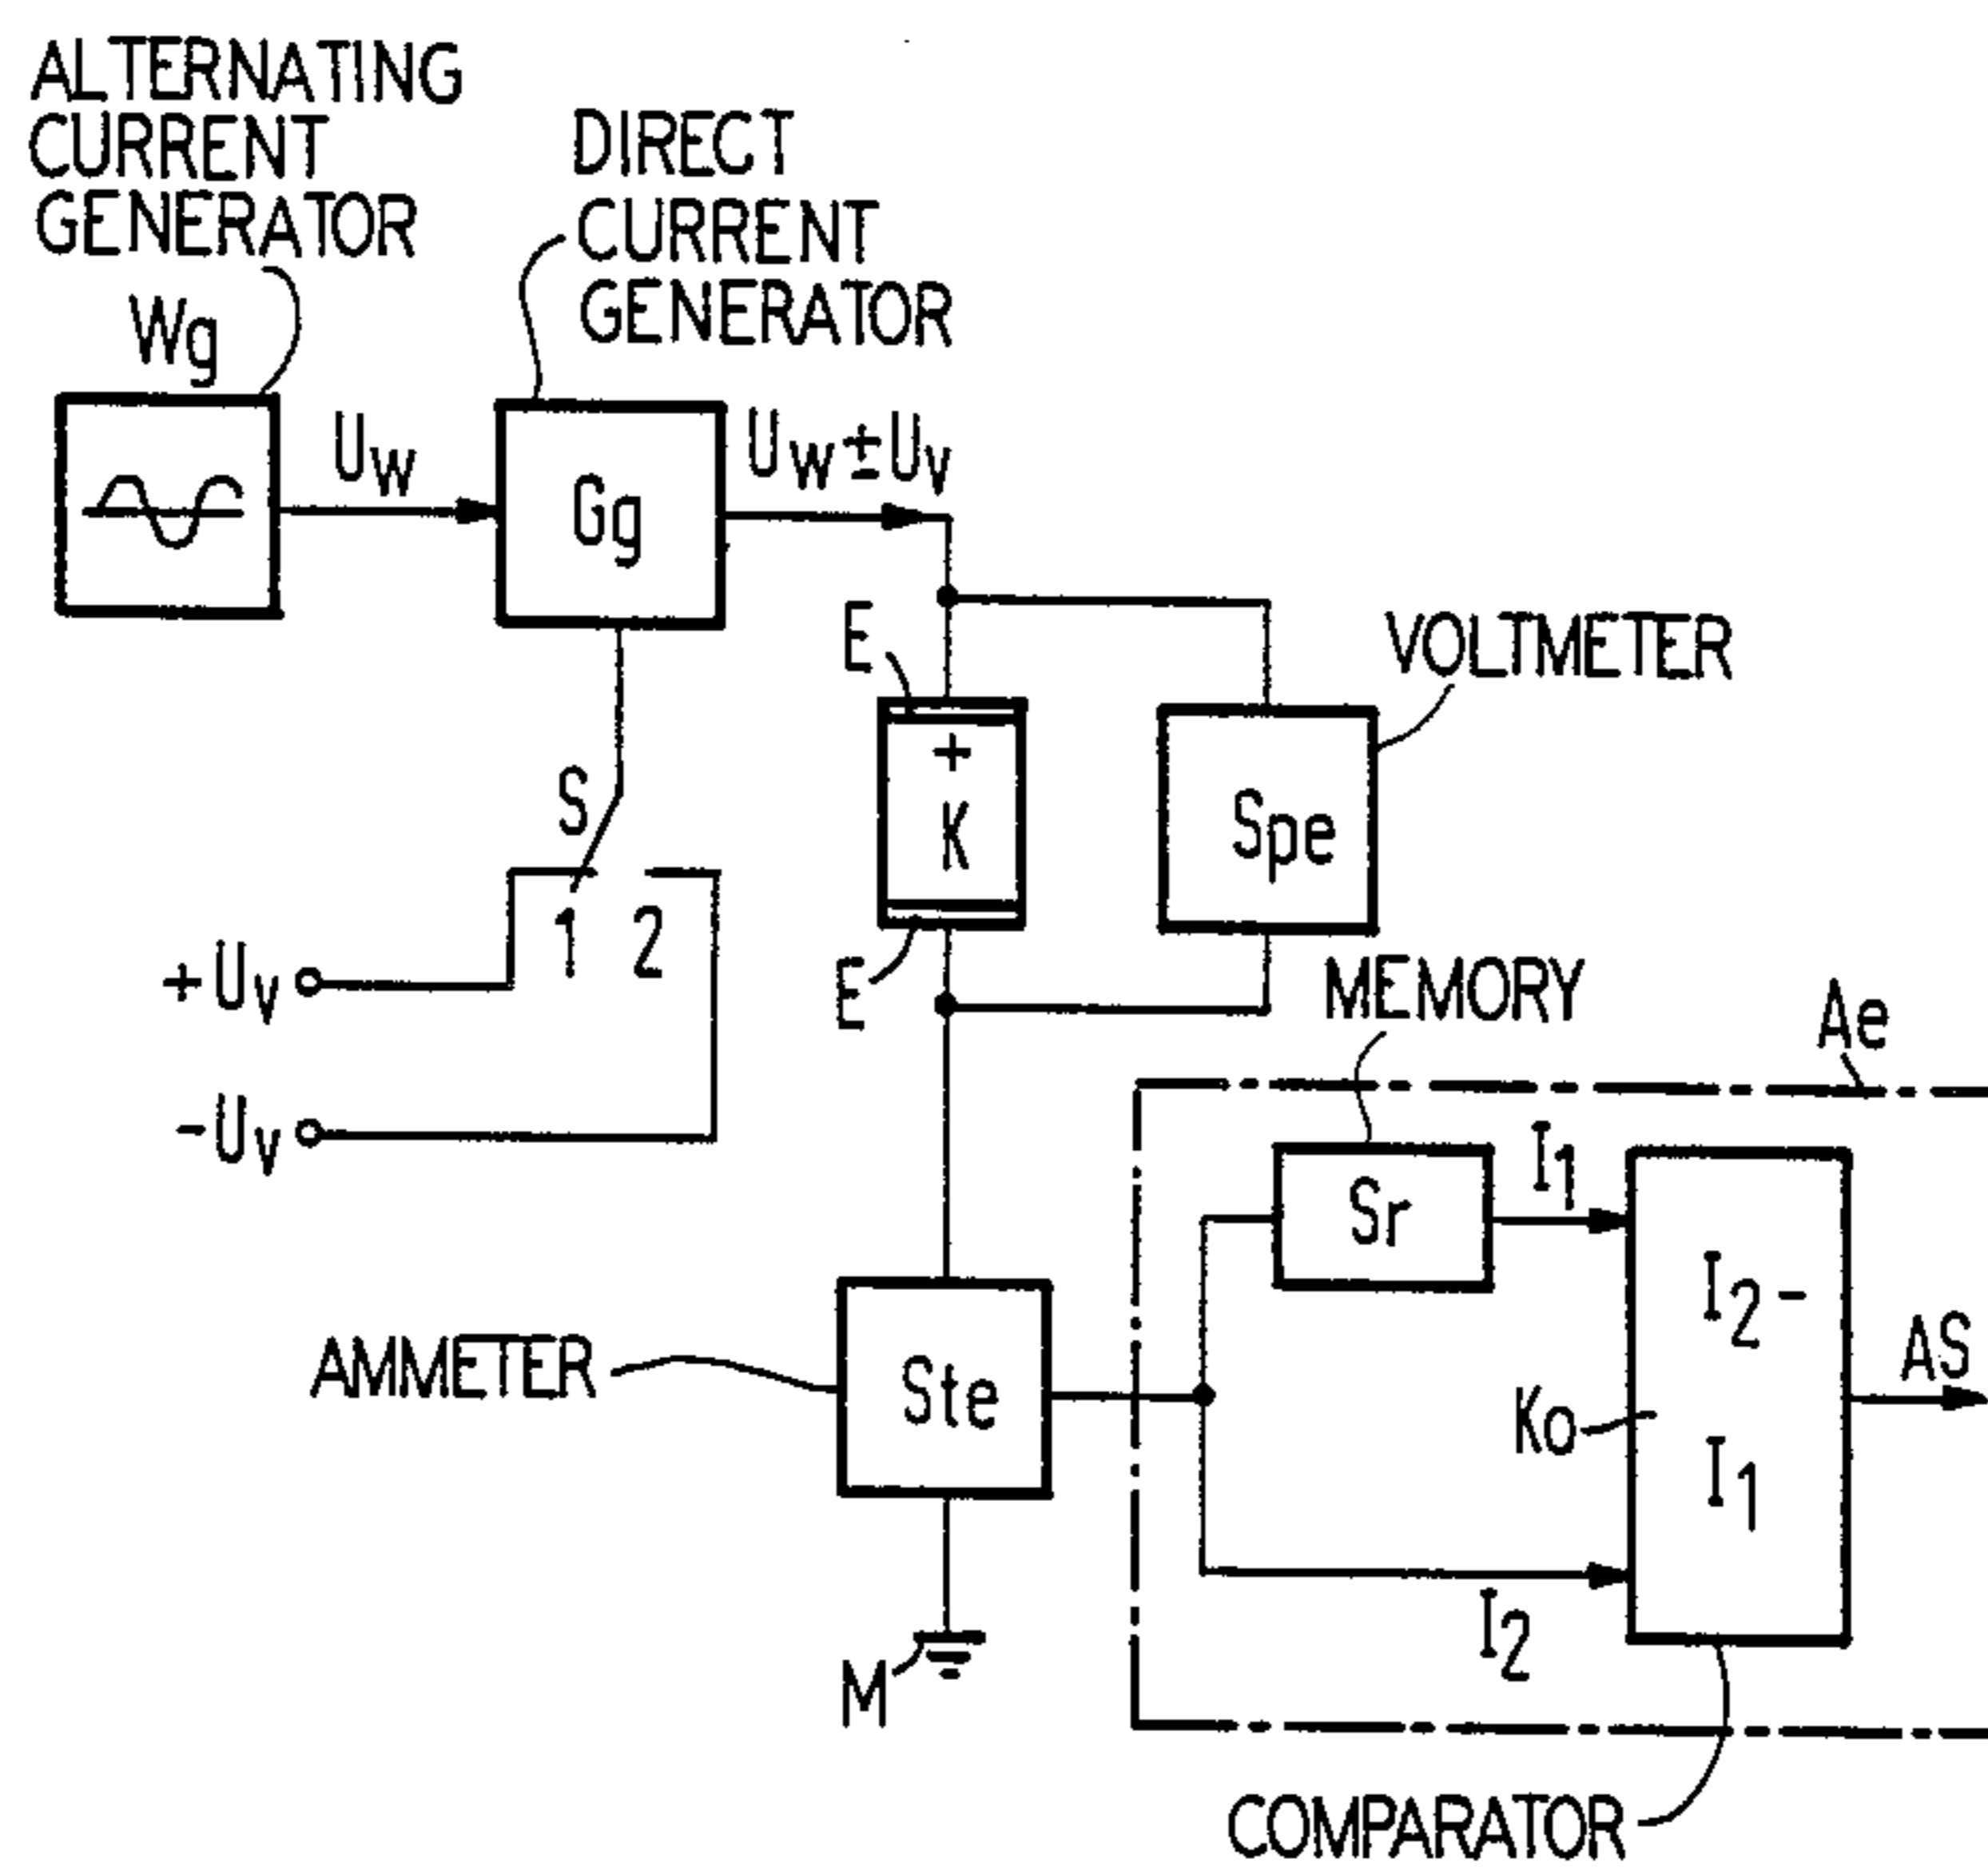 ALTERNATING
CURRENT
GENERATOR
Wg
DIRECT
CURRENT
GENERATOR
Uw
Gg
Uw±Uv
E
+
K
E
VOLTMETER
Spe
S
1 2
+Uv
-Uv
MEMORY
Ae
Sr
I1
I2-
I1
AS
Ko
AMMETER
Ste
I2
M
COMPARATOR